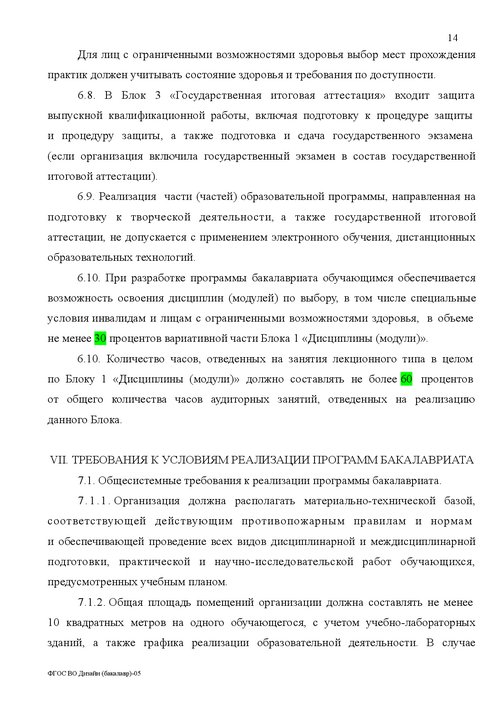 14
Для лиц с ограниченными возможностями здоровья выбор мест прохождения
практик должен учитывать состояние здоровья и требования по доступности.
6.8. В Блок 3 «Государственная итоговая аттестация» входит защита
выпускной квалификационной работы, включая подготовку к процедуре защиты
и процедуру защиты, а также подготовка и сдача государственного экзамена
(если организация включила государственный экзамен в состав государственной
итоговой аттестации).
6.9. Реализация части (частей) образовательной программы, направленная на
подготовку к творческой деятельности, а также государственной итоговой
аттестации, не допускается с применением электронного обучения, дистанционных
образовательных технологий.
6.10. При разработке программы бакалавриата обучающимся обеспечивается
возможность освоения дисциплин (модулей) по выбору, в том числе специальные
условия инвалидам и лицам с ограниченными возможностями здоровья, в объеме
не менее 30 процентов вариативной части Блока 1 «Дисциплины (модули)».
6.10. Количество часов, отведенных на занятия лекционного типа в целом
по Блоку 1 «Дисциплины (модули)» должно составлять не более 60 процентов
от общего количества часов аудиторных занятий, отведенных на реализацию
данного Блока.
VII. ТРЕБОВАНИЯ К УСЛОВИЯМ РЕАЛИЗАЦИИ ПРОГРАММ БАКАЛАВРИАТА
7.1. Общесистемные требования к реализации программы бакалавриата.
7.1.1. Организация должна располагать материально-технической базой,
соответствующей действующим противопожарным правилам и нормам
и обеспечивающей проведение всех видов дисциплинарной и междисциплинарной
подготовки, практической и научно-исследовательской работ обучающихся,
предусмотренных учебным планом.
7.1.2. Общая площадь помещений организации должна составлять не менее
10 квадратных метров на одного обучающегося, с учетом учебно-лабораторных
зданий, а также графика реализации образовательной деятельности. В случае
ФГОС ВО Дизайн (бакалавр)-05